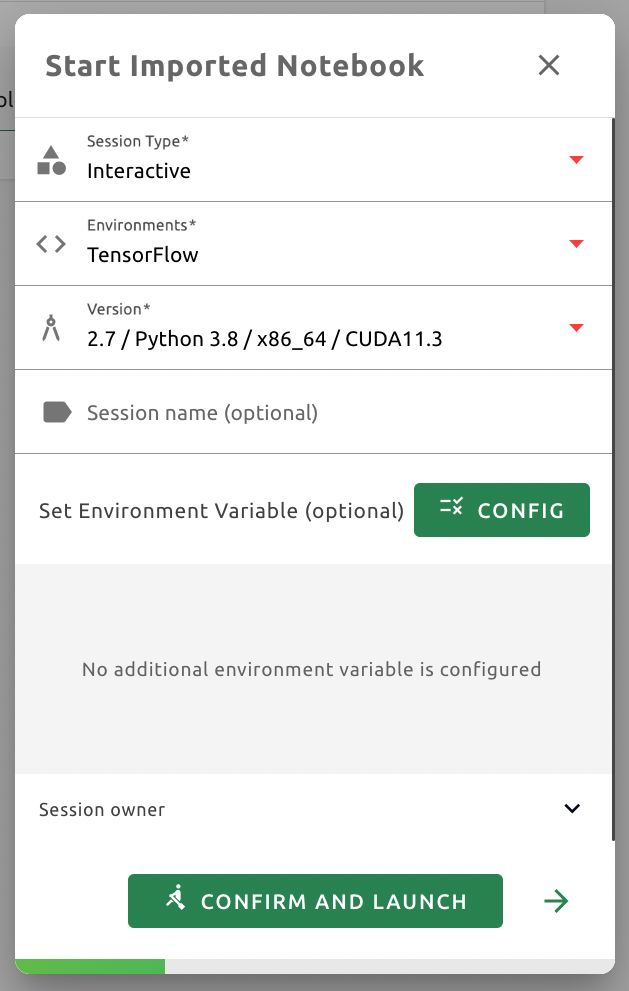 Start Imported Notebook
Session Type*
Interactive
Environments*
TensorFlow
Version*
2.7 / Python 3.8 / x86_64 / CUDA11.3
Session name (optional)
Set Environment Variable (optional) CONFIG
No additional environment variable is configured
Session owner
CONFIRM AND LAUNCH